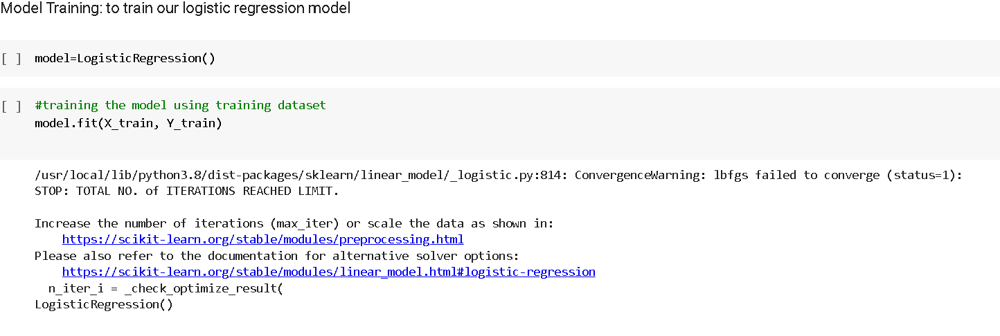 Model Training: to train our logistic regression model
[ ] model=LogisticRegression()
[ ] #training the model using training dataset
model.fit(X_train, Y_train)
/usr/local/lib/python3.8/dist-packages/sklearn/linear_model/_logistic.py:814: ConvergenceWarning: lbfgs failed to converge (status=1):
STOP: TOTAL NO. of ITERATIONS REACHED LIMIT.
Increase the number of iterations (max_iter) or scale the data as shown in:
https://scikit-learn.org/stable/modules/preprocessing.html
Please also refer to the documentation for alternative solver options:
https://scikit-learn.org/stable/modules/linear_model.html#logistic-regression
n_iter_i = _check_optimize_result(
LogisticRegression()